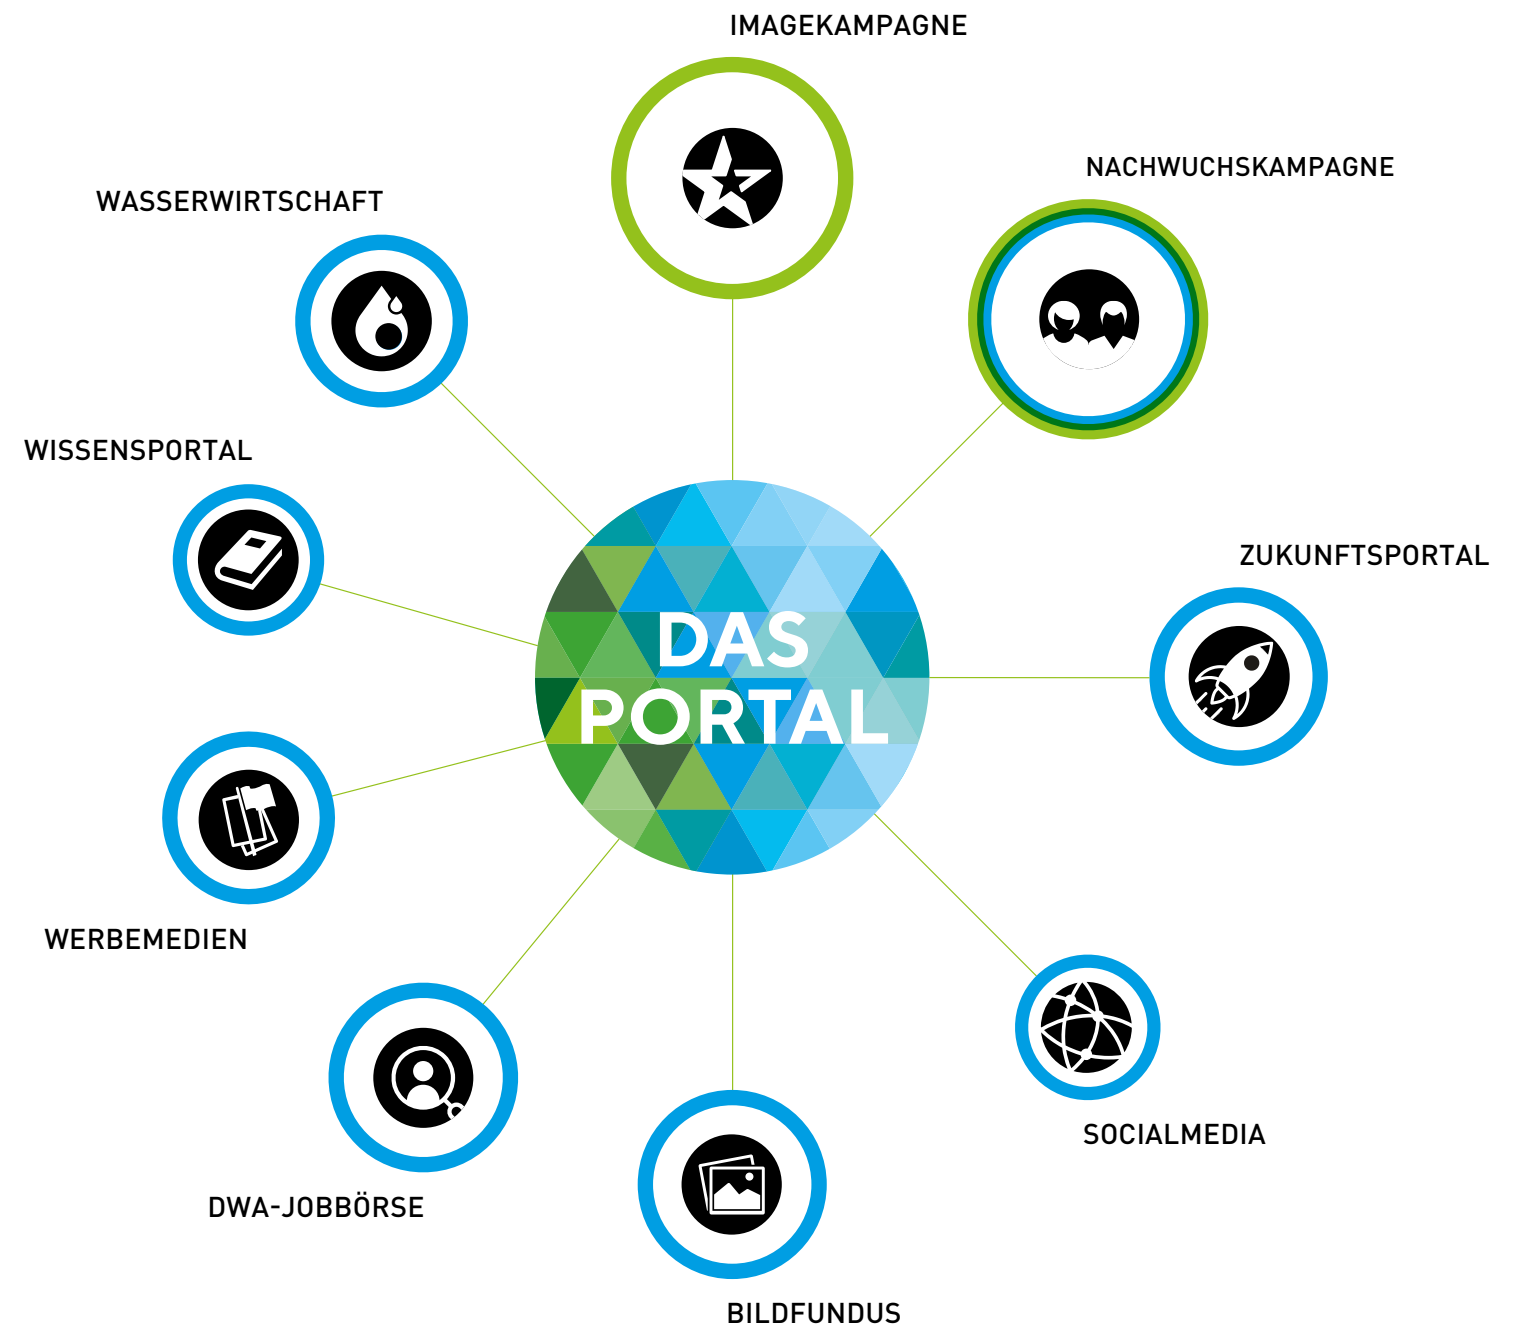 IMAGEKAMPAGNE
NACHWUCHSKAMPAGNE
WASSERWIRTSCHAFT
WISSENSPORTAL
ZUKUNFTSPORTAL
DAS
PORTAL
WERBEMEDIEN
SOCIALMEDIA
DWA-JOBBÖRSE
BILDFUNDUS